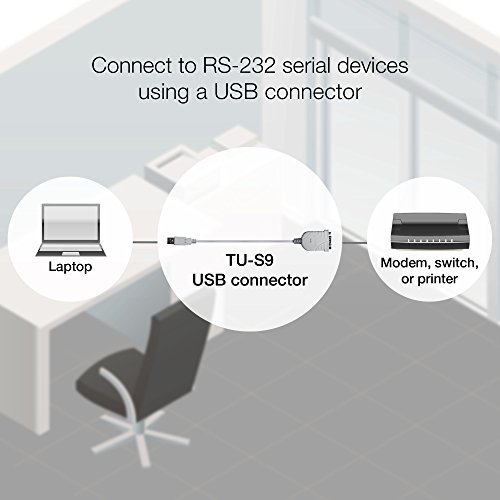 Connect to RS-232 serial devices
using a USB connector
Laptop
TU-S9
USB connector
Modem, switch,
or printer